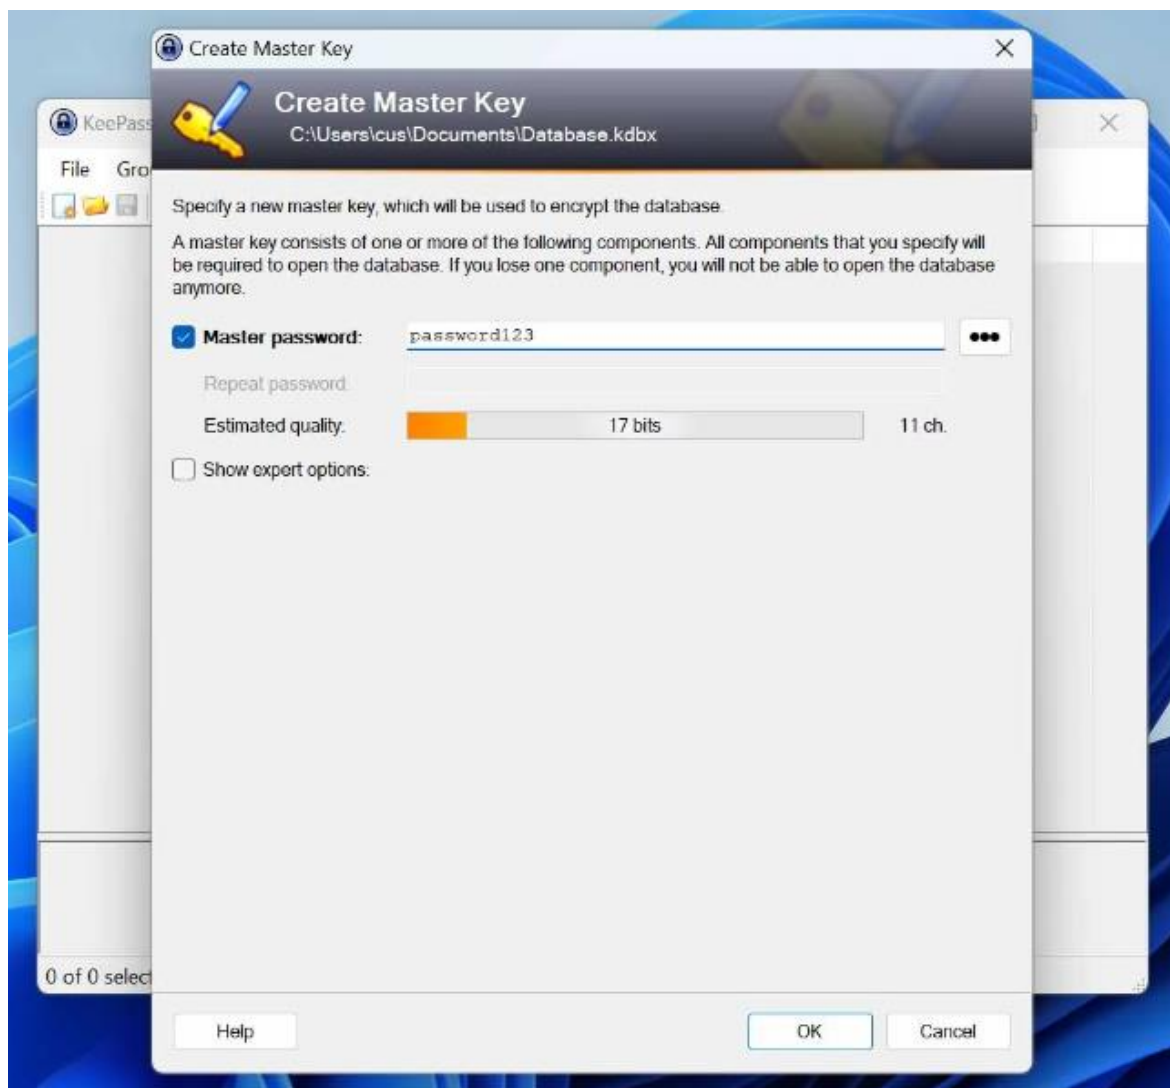 Create Master Key
Create Master Key
C:\Users\cus\Documents\Database.kdbx
KeePass
File Gro
Specify a new master key, which will be used to encrypt the database.
A master key consists of one or more of the following components. All components that you specify will
be required to open the database. If you lose one component, you will not be able to open the database
anymore.
Master password: password123
Repeat password:
Estimated quality: 17 bits 11 ch.
Show expert options:
0 of 0 select
Help OK Cancel